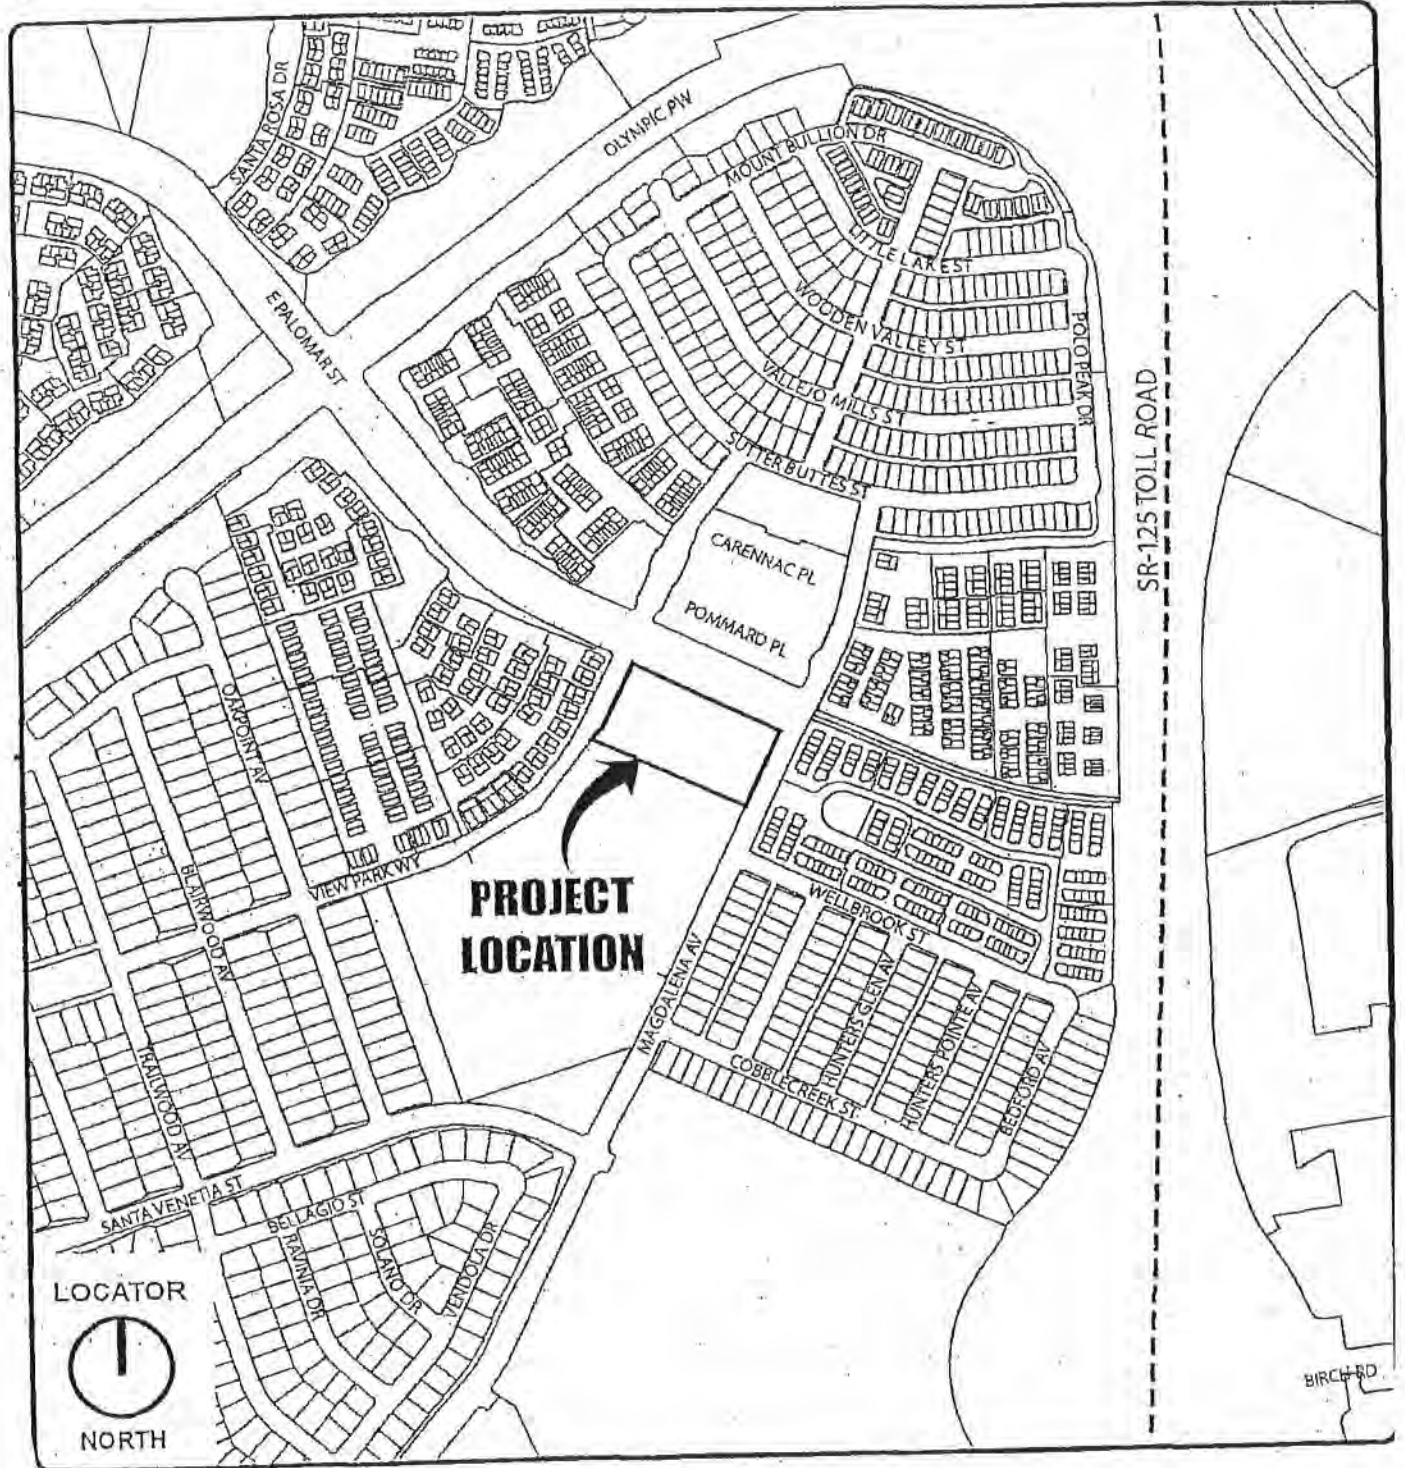 SANTA ROSA DR
OLYMPIC PW
MOUNT BULLION DR
LITTLE LAKE ST
E PALOMAR ST
WOODEN VALLEY ST
POLO PEAK DR
VALLEJO MILLS ST
SUTTER BUTTES ST
SR-125 TOLL ROAD
CARENNAC PL
POMMARD PL
OAKPOINT AV
BLAIRWOOD AV
VIEW PARK WY
PROJECT
LOCATION
WELLBROOK ST
MAGDALENA AV
HUNTERS GLEN AV
HUNTERS POINTE AV
TRAILWOOD AV
COBBLECREEK ST
BEDFORD AV
SANTA VENETIA ST
BELLAGIO ST
RAVINIA DR
SOLANO DR
VENDOLA DR
LOCATOR
NORTH
BIRCH RD